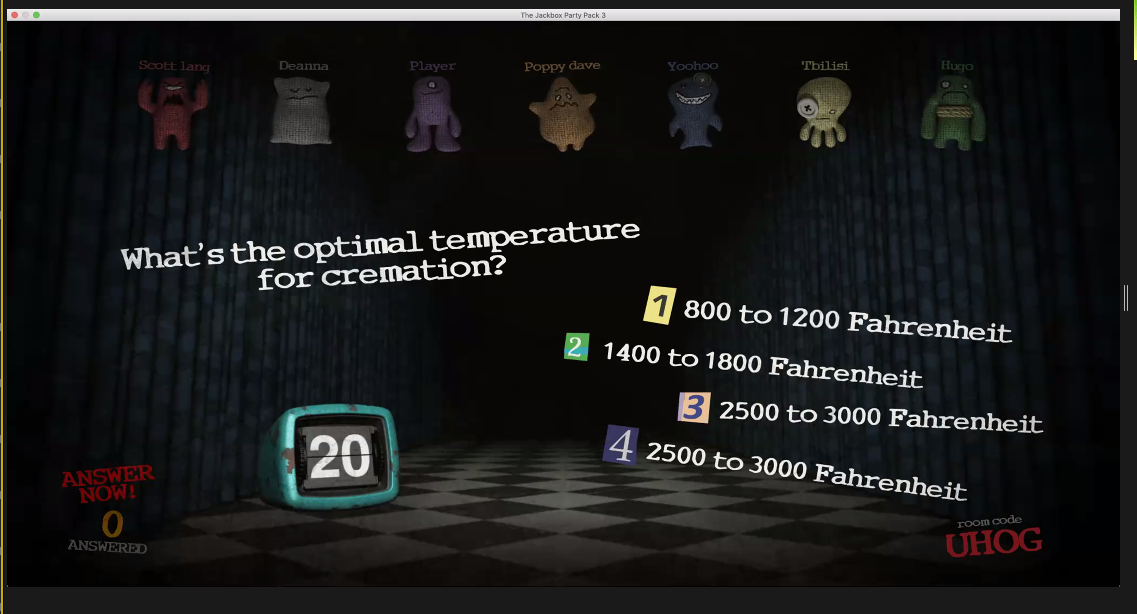 The Jackbox Party Pack 3
Scott lang
Deanna
Player
Poppy dave
Yoohoo
Tbilisi
Hugo
What's the optimal temperature
for cremation?
1 800 to 1200 Fahrenheit
2 1400 to 1800 Fahrenheit
3 2500 to 3000 Fahrenheit
4 2500 to 3000 Fahrenheit
20
ANSWER
NOW!
0
ANSWERED
room code
UHOG